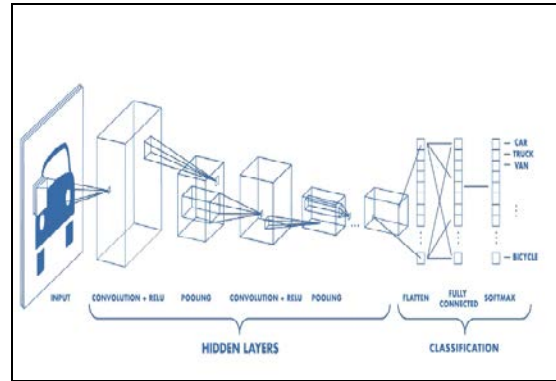 CAR
TRUCK
VAN
BICYCLE
INPUT
CONVOLUTION + RELU
POOLING
CONVOLUTION + RELU
POOLING
FLATTEN
FULLY
CONNECTED
SOFTMAX
HIDDEN LAYERS
CLASSIFICATION